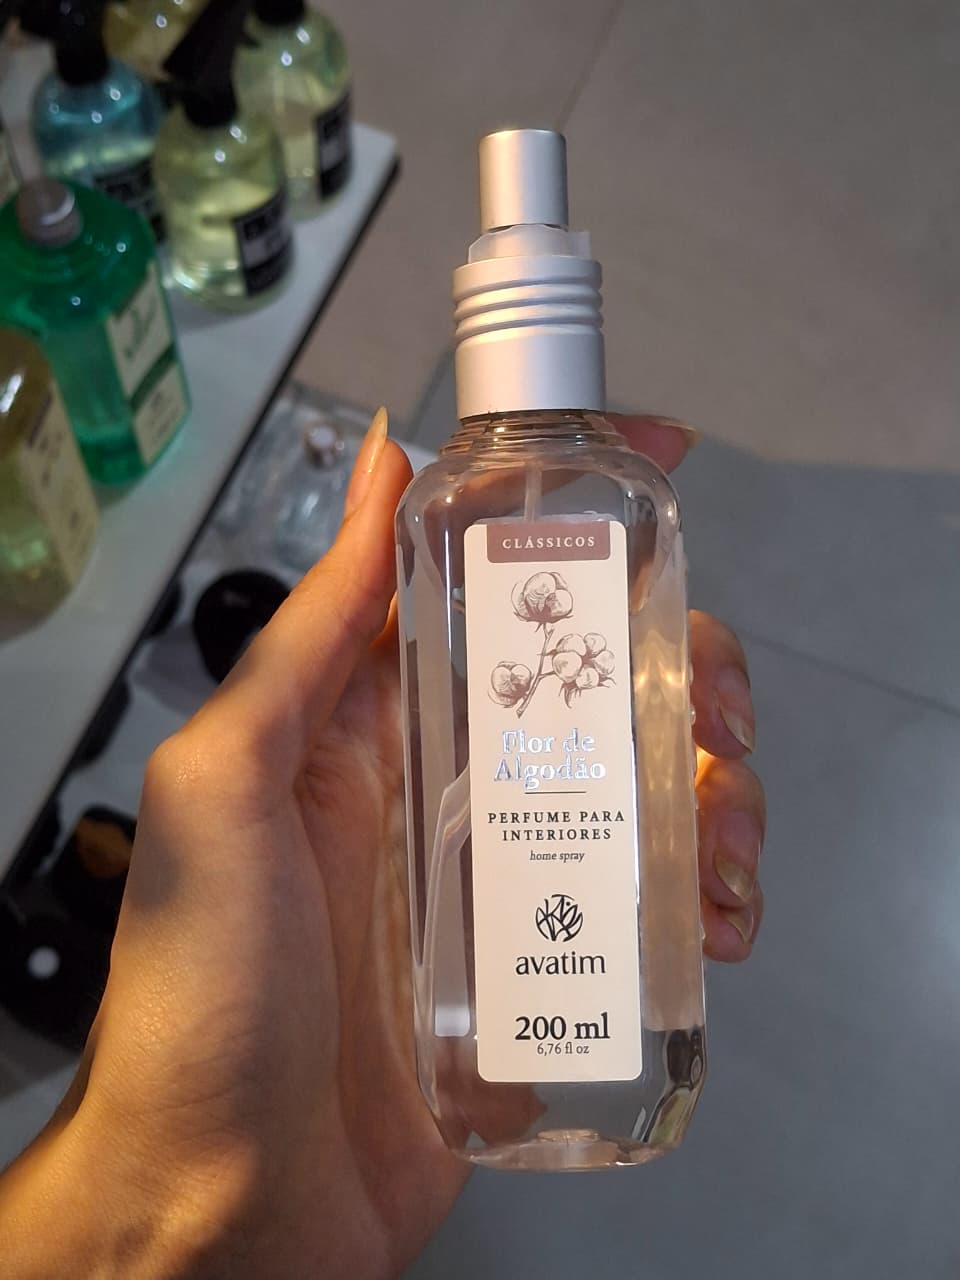 CLÁSSICOS
Flor de
Algodão
PERFUME PARA
INTERIORES
home spray
avatim
200 ml
6,76 fl oz